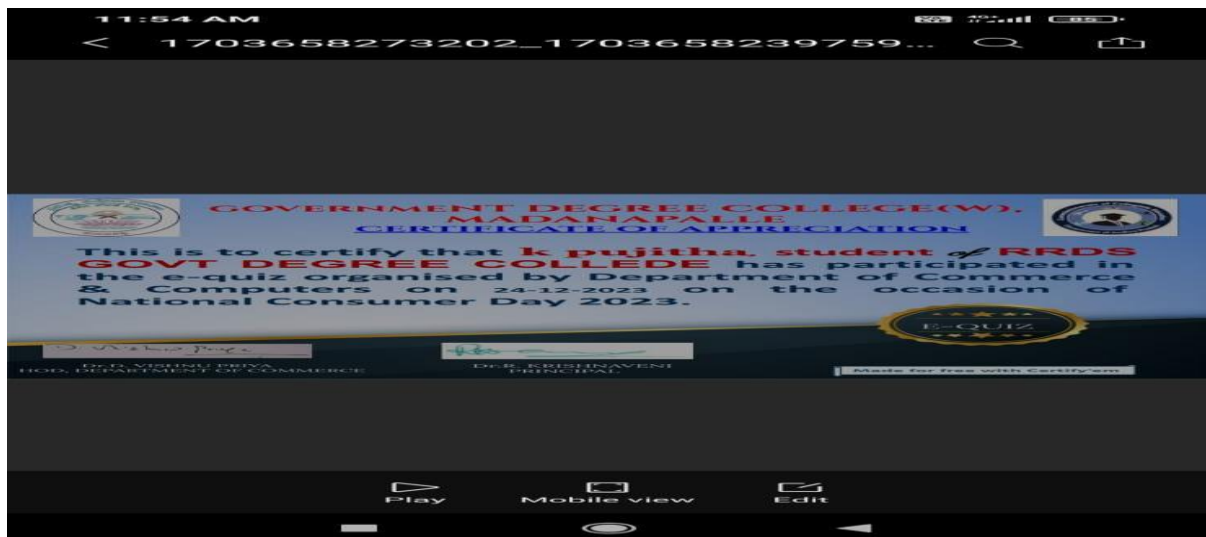 11:54 AM
4G+
85
1703658273202_1703658239759...
GOVERNMENT DEGREE COLLEGE(W),
MADANAPALLE
CERTIFICATE OF APPRECIATION
This is to certify that k pujitha, student of RRDS
GOVT DEGREE COLLEDE has participated in
the e-quiz organised by Department of Commerce
& Computers on 24-12-2023 on the occasion of
National Consumer Day 2023.
E-QUIZ
Dr.D. VISHNU PRIYA
HOD, DEPARTMENT OF COMMERCE
Dr.R. KRISHNAVENI
PRINCIPAL
Made for free with Certify'em
Play
Mobile view
Edit